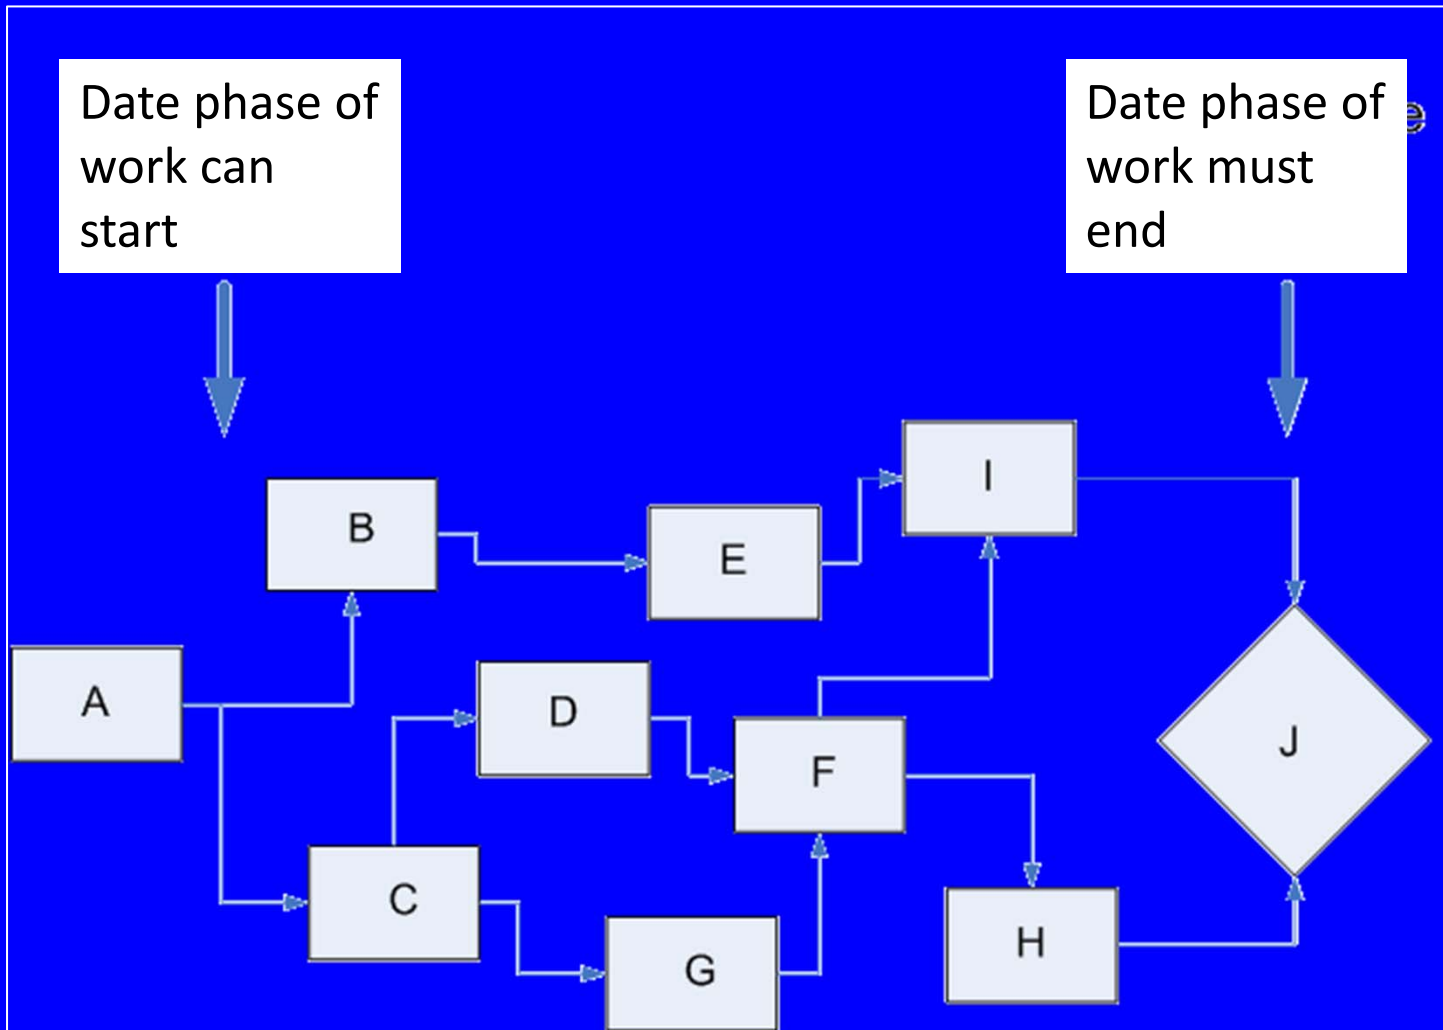 Date phase of
work can
start
Date phase of
work must
end
e
I
B
E
A
D
F
J
C
G
H